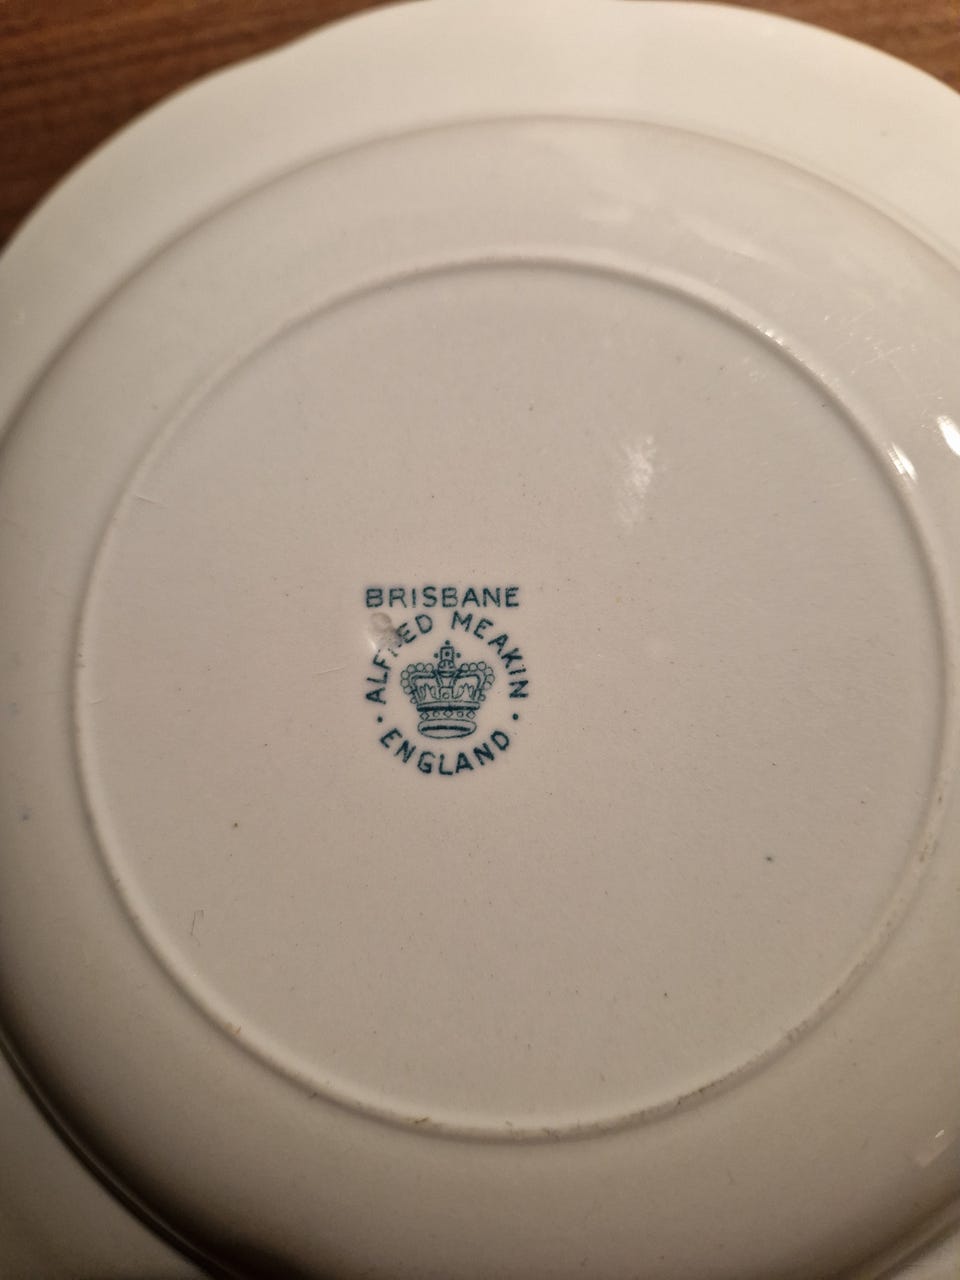 BRISBANE
ALFRED MEAKIN
· ENGLAND ·